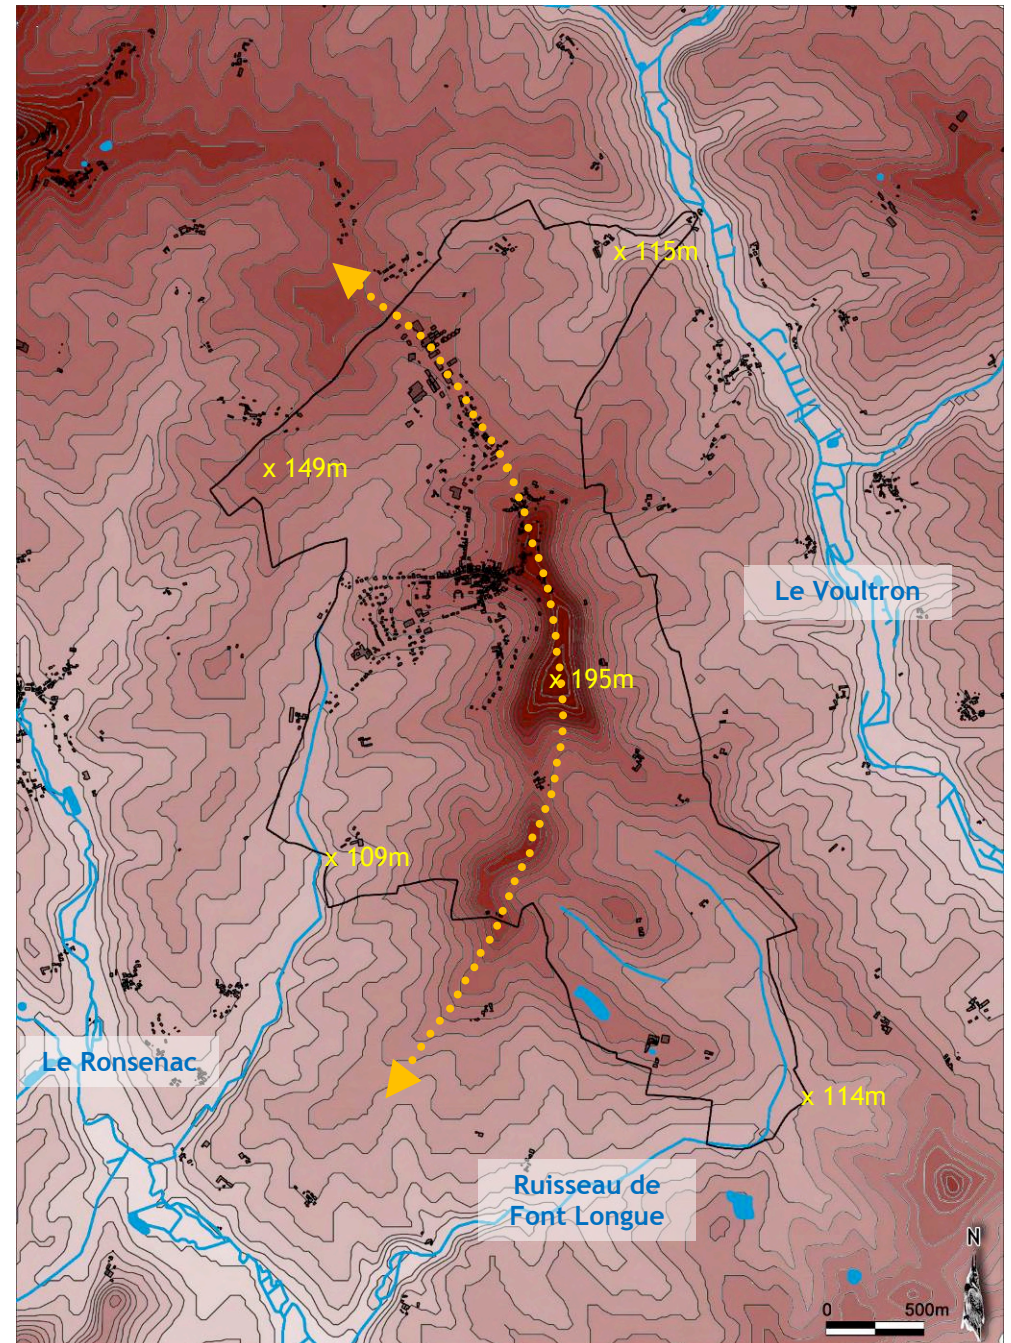 x 115m
x 149m
Le Voultron
x 195m
x 109m
Le Ronsenac
x 114m
Ruisseau de
Font Longue
N
0 500m